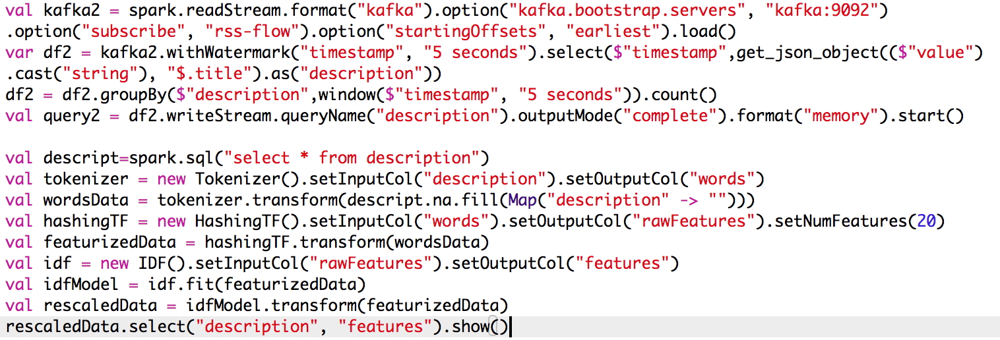 val kafka2 = spark.readStream.format("kafka").option("kafka.bootstrap.servers", "kafka:9092")
.option("subscribe", "rss-flow").option("startingOffsets", "earliest").load()
var df2 = kafka2.withWatermark("timestamp", "5 seconds").select($"timestamp",get_json_object(($"value")
.cast("string"), "$.title").as("description"))
df2 = df2.groupBy($"description",window($"timestamp", "5 seconds")).count()
val query2 = df2.writeStream.queryName("description").outputMode("complete").format("memory").start()

val descript=spark.sql("select * from description")
val tokenizer = new Tokenizer().setInputCol("description").setOutputCol("words")
val wordsData = tokenizer.transform(descript.na.fill(Map("description" -> "")))
val hashingTF = new HashingTF().setInputCol("words").setOutputCol("rawFeatures").setNumFeatures(20)
val featurizedData = hashingTF.transform(wordsData)
val idf = new IDF().setInputCol("rawFeatures").setOutputCol("features")
val idfModel = idf.fit(featurizedData)
val rescaledData = idfModel.transform(featurizedData)
rescaledData.select("description", "features").show()